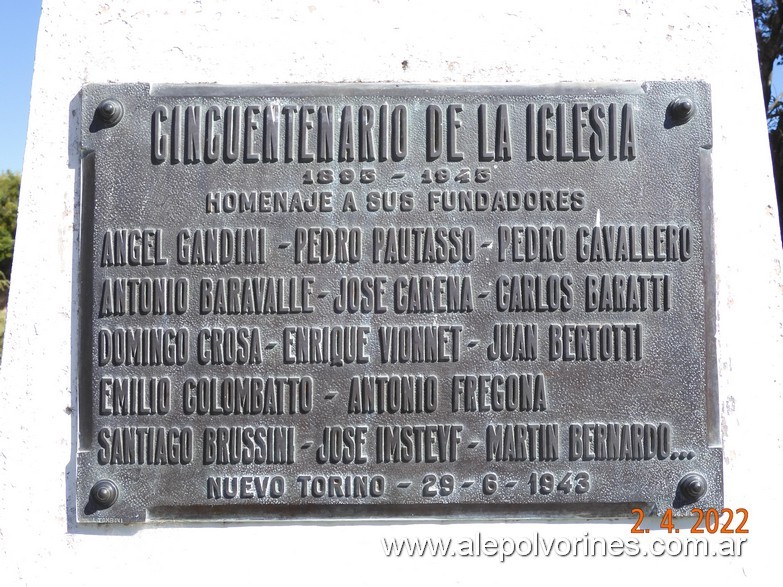 CINCUENTENARIO DE LA IGLESIA
1893 - 1943
HOMENAJE A SUS FUNDADORES
ANGEL GANDINI - PEDRO PAUTASSO - PEDRO CAVALLERO
ANTONIO BARAVALLE - JOSE CARENA - CARLOS BARATTI
DOMINGO CROSA - ENRIQUE VIONNET - JUAN BERTOTTI
EMILIO COLOMBATTO - ANTONIO FREGONA
SANTIAGO BRUSSINI - JOSE IMSTEYF - MARTIN BERNARDO...
NUEVO TORINO - 29 - 6 - 1943
2. 4. 2022
www.alepolvorines.com.ar